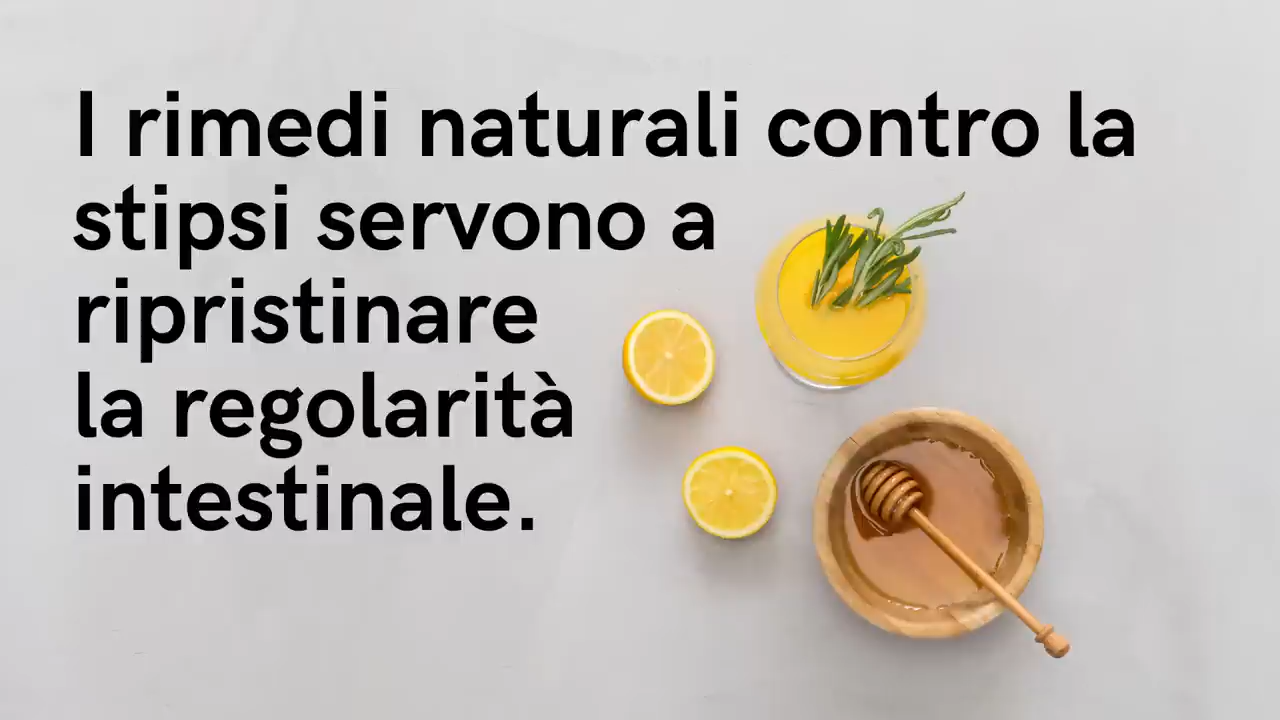 I rimedi naturali contro la
stipsi servono a
ripristinare
la regolarità
intestinale.